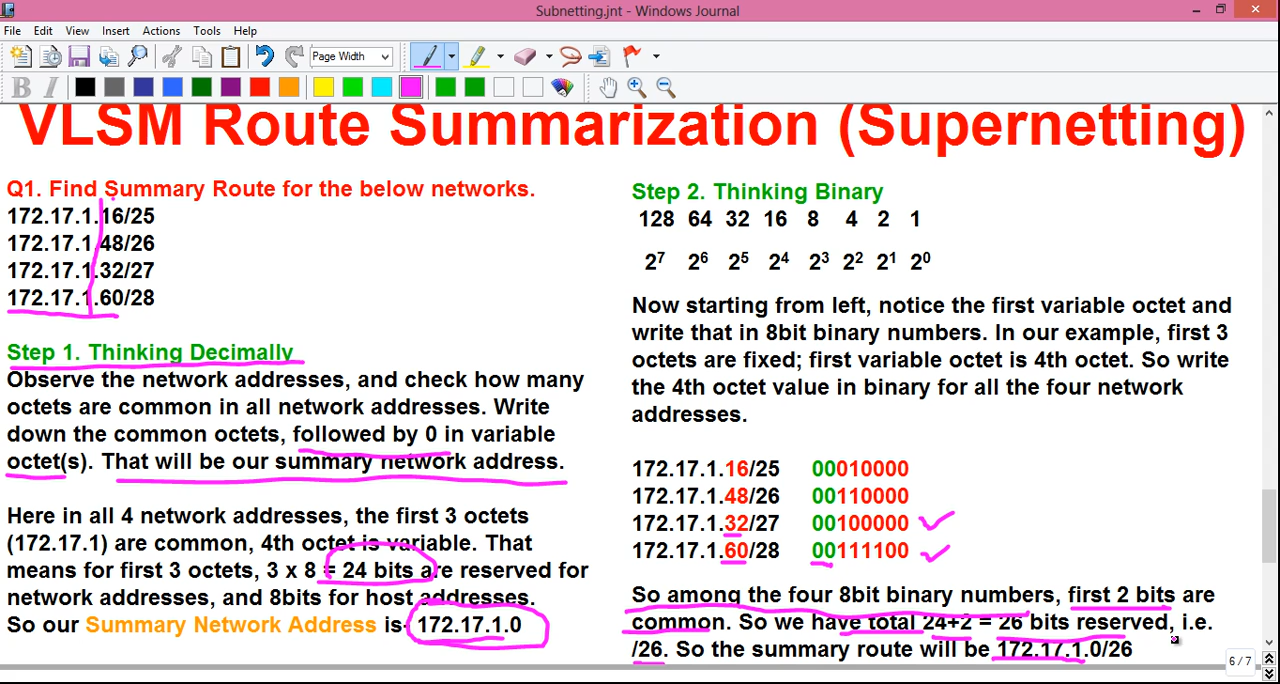 Subnetting.jnt - Windows Journal
File Edit View Insert Actions Tools Help
Page Width
B I
VLSM Route Summarization (Supernetting)
Q1. Find Summary Route for the below networks.
172.17.1.16/25
172.17.1.48/26
172.17.1.32/27
172.17.1.60/28
Step 1. Thinking Decimally
Observe the network addresses, and check how many
octets are common in all network addresses. Write
down the common octets, followed by 0 in variable
octet(s). That will be our summary network address.
Here in all 4 network addresses, the first 3 octets
(172.17.1) are common, 4th octet is variable. That
means for first 3 octets, 3 x 8 = 24 bits are reserved for
network addresses, and 8bits for host addresses.
So our Summary Network Address is- 172.17.1.0
Step 2. Thinking Binary
128 64 32 16 8 4 2 1
2⁷ 2⁶ 2⁵ 2⁴ 2³ 2² 2¹ 2⁰
Now starting from left, notice the first variable octet and
write that in 8bit binary numbers. In our example, first 3
octets are fixed; first variable octet is 4th octet. So write
the 4th octet value in binary for all the four network
addresses.
172.17.1.16/25 00010000
172.17.1.48/26 00110000
172.17.1.32/27 00100000
172.17.1.60/28 00111100
So among the four 8bit binary numbers, first 2 bits are
common. So we have total 24+2 = 26 bits reserved, i.e.
/26. So the summary route will be 172.17.1.0/26
6 / 7